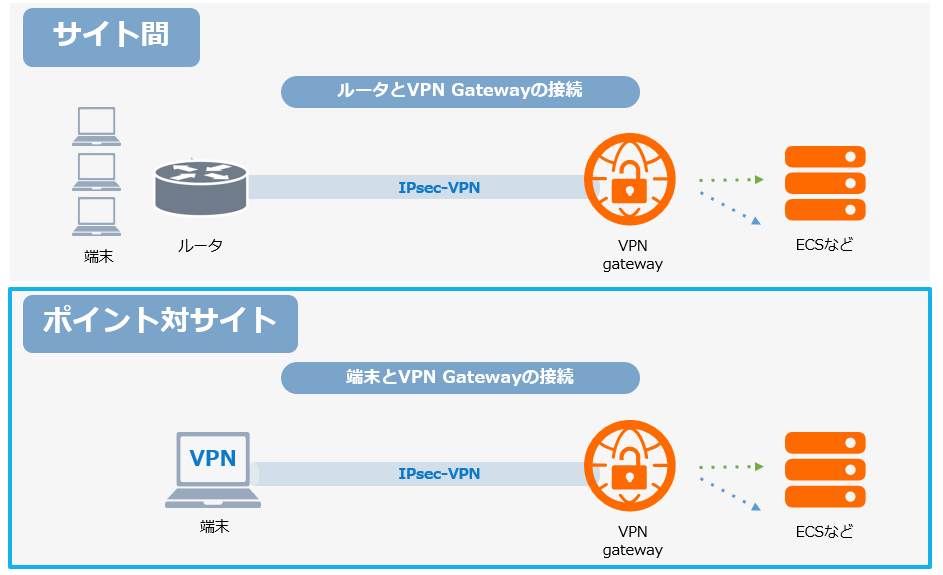 サイト間
ルータとVPN Gatewayの接続
IPsec-VPN
端末
ルータ
VPN
gateway
ECSなど
ポイント対サイト
端末とVPN Gatewayの接続
VPN
IPsec-VPN
端末
VPN
gateway
ECSなど